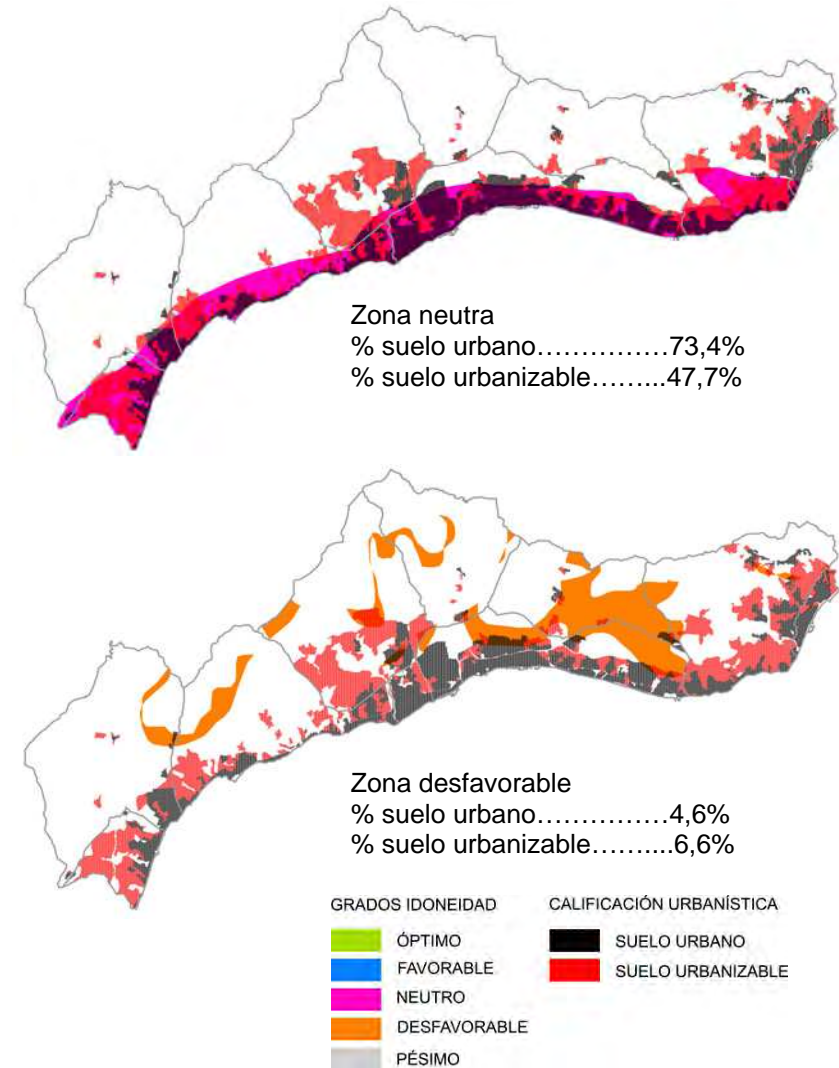 Zona neutra
% suelo urbano……………73,4%
% suelo urbanizable……...47,7%
Zona desfavorable
% suelo urbano……………4,6%
% suelo urbanizable……....6,6%
GRADOS IDONEIDAD
ÓPTIMO
FAVORABLE
NEUTRO
DESFAVORABLE
PÉSIMO
CALIFICACIÓN URBANÍSTICA
SUELO URBANO
SUELO URBANIZABLE